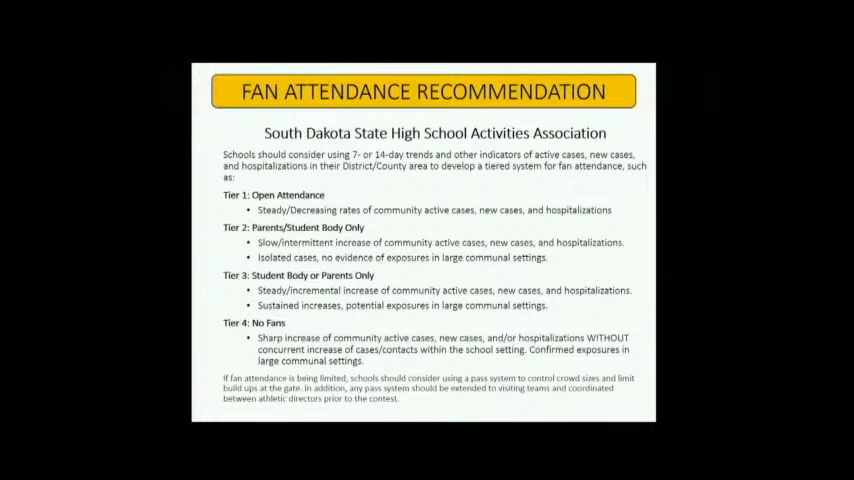 FAN ATTENDANCE RECOMMENDATION
South Dakota State High School Activities Association
Schools should consider using 7- or 14-day trends and other indicators of active cases, new cases,
and hospitalizations in their District/County area to develop a tiered system for fan attendance, such
as:
Tier 1: Open Attendance
• Steady/Decreasing rates of community active cases, new cases, and hospitalizations
Tier 2: Parents/Student Body Only
• Slow/intermittent increase of community active cases, new cases, and hospitalizations.
• Isolated cases, no evidence of exposures in large communal settings.
Tier 3: Student Body or Parents Only
• Steady/incremental increase of community active cases, new cases, and hospitalizations.
• Sustained increases, potential exposures in large communal settings.
Tier 4: No Fans
• Sharp increase of community active cases, new cases, and/or hospitalizations WITHOUT
concurrent increase of cases/contacts within the school setting. Confirmed exposures in
large communal settings.
If fan attendance is being limited, schools should consider using a pass system to control crowd sizes and limit
build ups at the gate. In addition, any pass system should be extended to visiting teams and coordinated
between athletic directors prior to the contest.